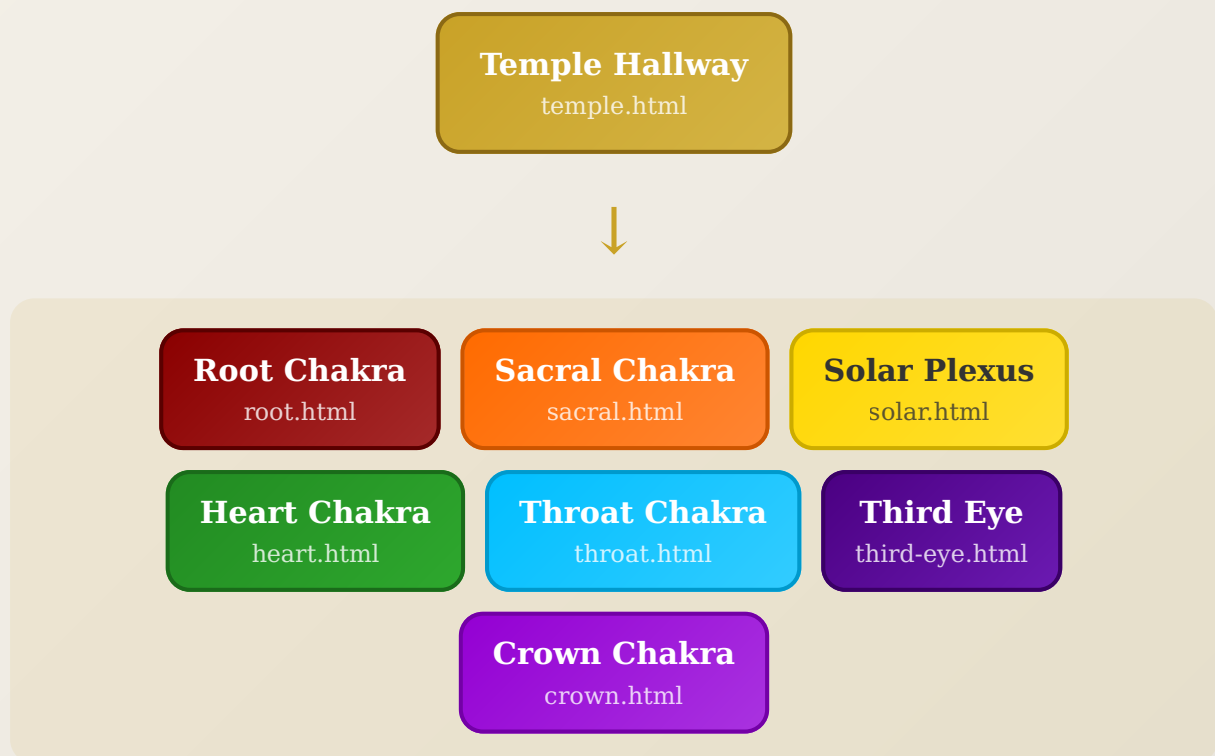 Temple Hallway
temple.html
↓
Root Chakra
root.html
Sacral Chakra
sacral.html
Solar Plexus
solar.html
Heart Chakra
heart.html
Throat Chakra
throat.html
Third Eye
third-eye.html
Crown Chakra
crown.html